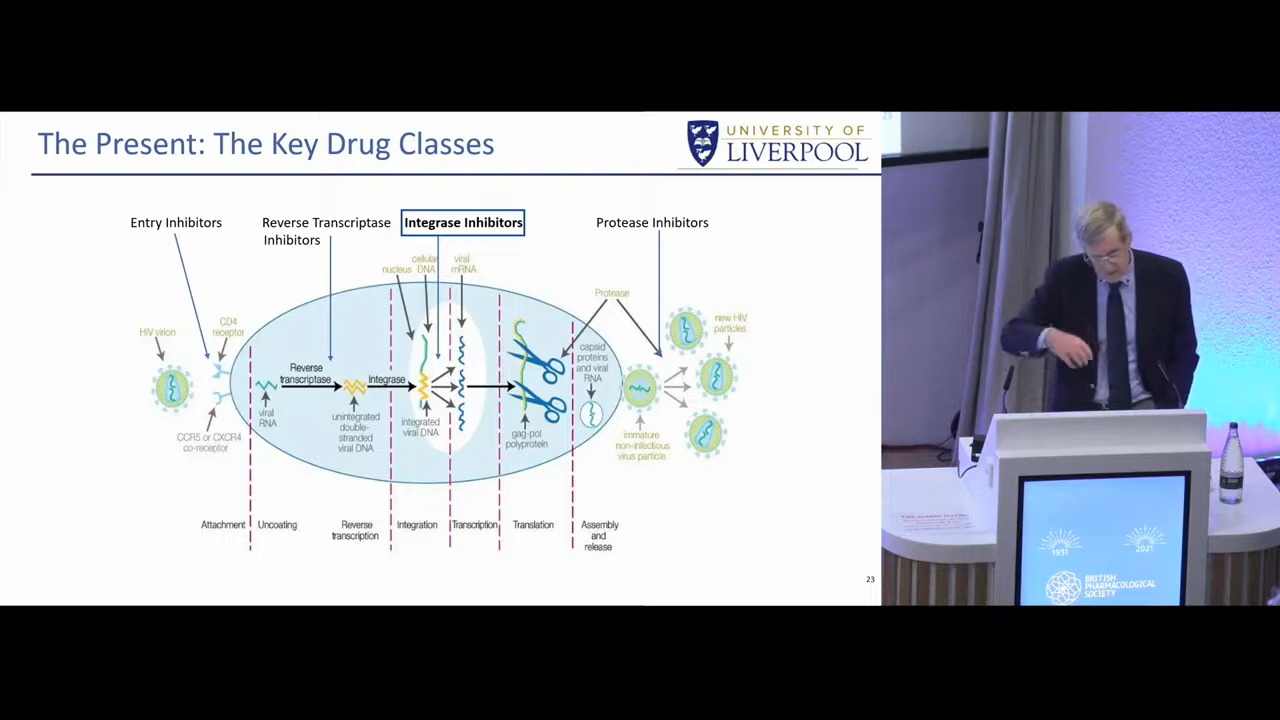 The Present: The Key Drug Classes
UNIVERSITY OF
LIVERPOOL
Entry Inhibitors
Reverse Transcriptase
Inhibitors
Integrase Inhibitors
Protease Inhibitors
nucleus
cellular
DNA
viral
mRNA
Protease
HIV virion
CD4
receptor
new HIV
particles
capsid
proteins
and viral
RNA
Reverse
transcriptase
Integrase
viral
RNA
unintegrated
double-
stranded
viral DNA
integrated
viral DNA
gag-pol
polyprotein
CCR5 or CXCR4
co-receptor
immature
non-infectious
virus particle
Attachment
Uncoating
Reverse
transcription
Integration
Transcription
Translation
Assembly
and
release
23
1931
2021
BRITISH
PHARMACOLOGICAL
SOCIETY